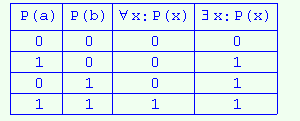 P(a) P(b) ∀x:P(x) ∃x:P(x)
0 0 0 0
1 0 0 1
0 1 0 1
1 1 1 1